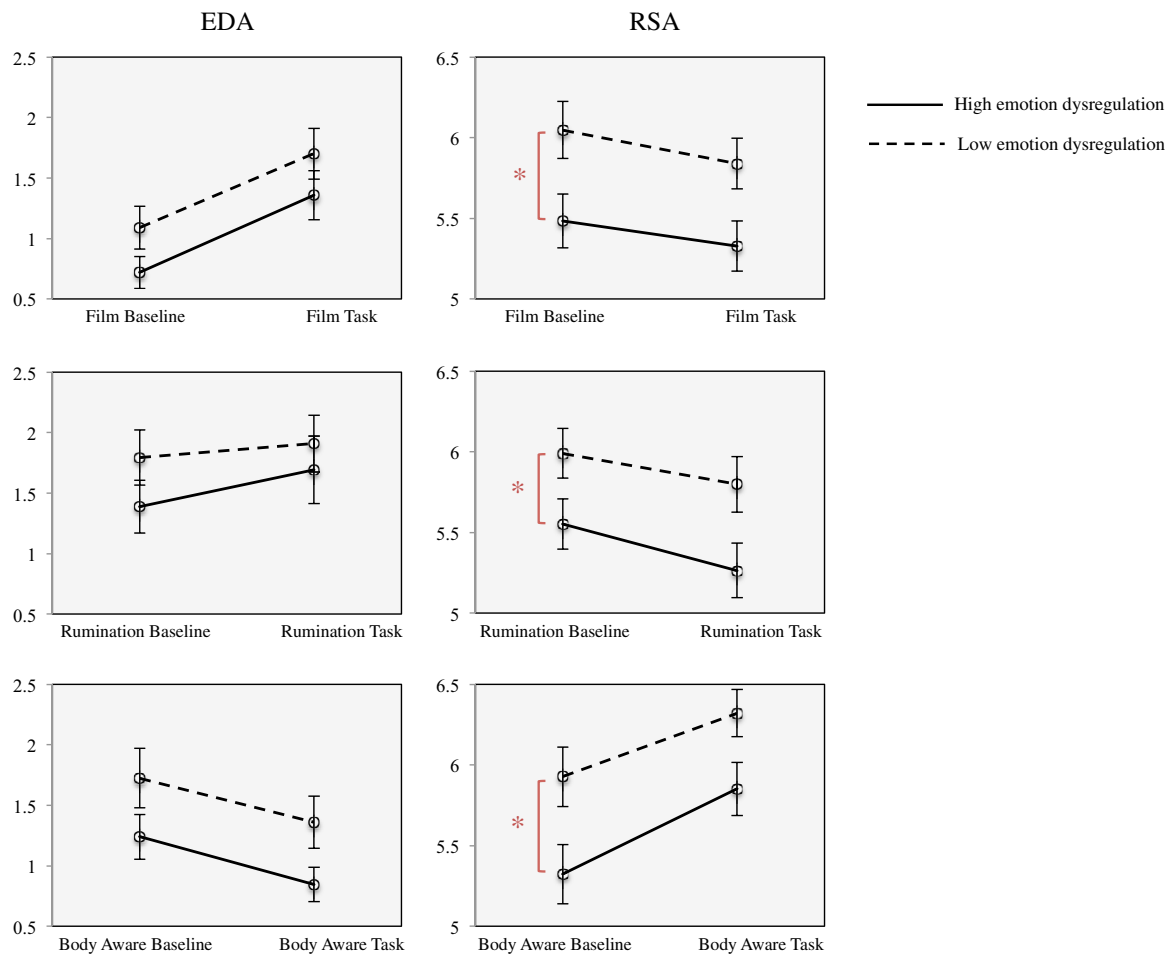 EDA
RSA
2.5
2
1.5
1
0.5
Film Baseline
Film Task
6.5
6
5.5
5
*
Film Baseline
Film Task
High emotion dysregulation
Low emotion dysregulation
2.5
2
1.5
1
0.5
Rumination Baseline
Rumination Task
6.5
6
5.5
5
*
Rumination Baseline
Rumination Task
2.5
2
1.5
1
0.5
Body Aware Baseline
Body Aware Task
6.5
6
5.5
5
*
Body Aware Baseline
Body Aware Task